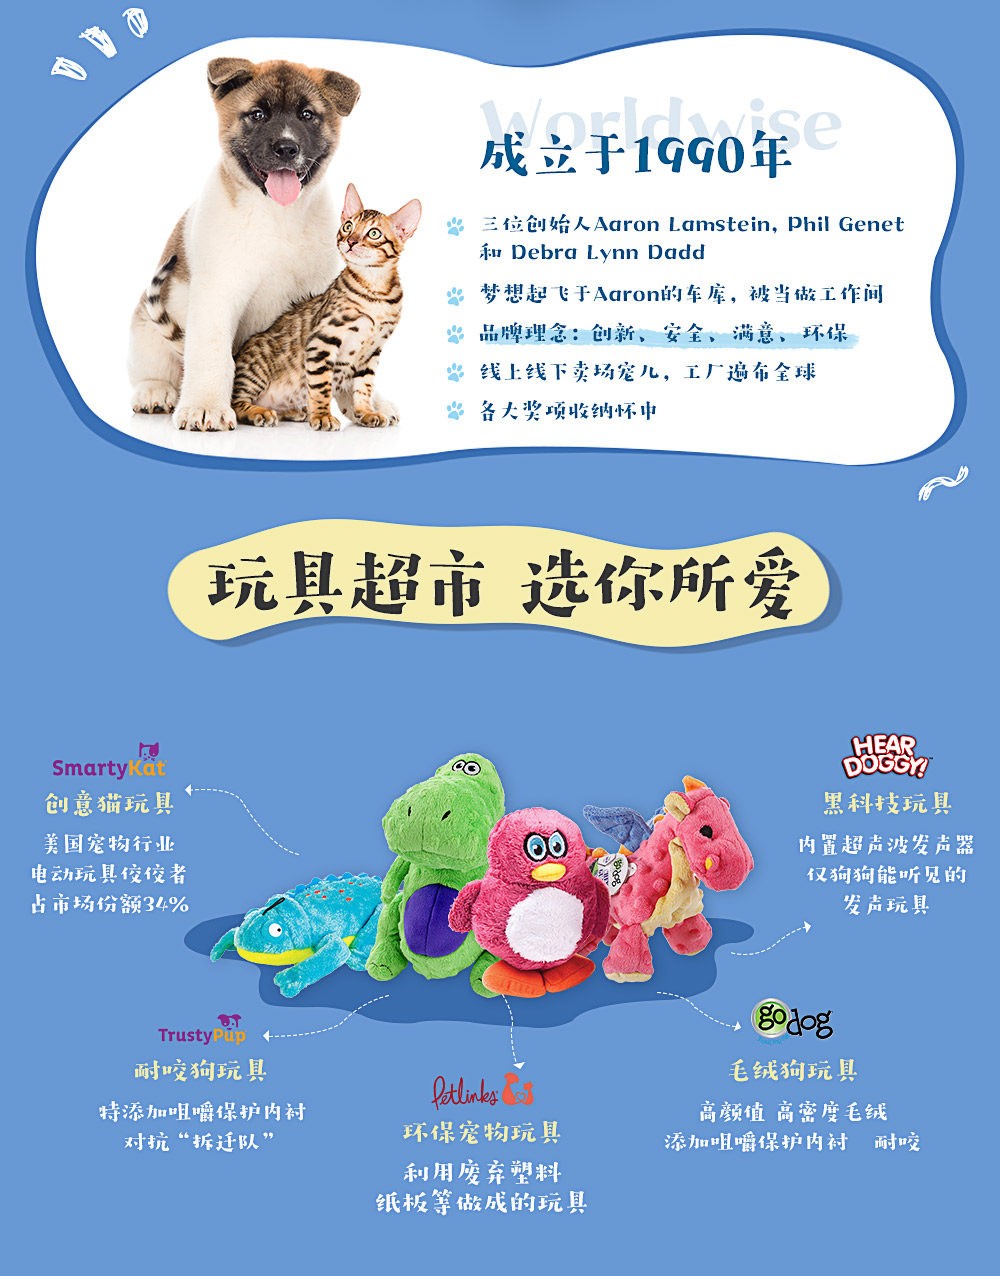 Worldwise
成立于1990年
三位创始人Aaron Lamstein, Phil Genet
和 Debra Lynn Dadd
梦想起飞于Aaron的车库，被当做工作间
品牌理念：创新、安全、满意、环保
线上线下卖场宠儿，工厂遍布全球
各大奖项收纳怀中
玩具超市 选你所爱
SmartyKat
创意猫玩具
美国宠物行业
电动玩具佼佼者
占市场份额34%
HEAR
DOGGY!
黑科技玩具
内置超声波发声器
仅狗狗能听见的
发声玩具
TrustyPup
耐咬狗玩具
特添加咀嚼保护内衬
对抗“拆迁队”
Petlinks
环保宠物玩具
利用废弃塑料
纸板等做成的玩具
godog
毛绒狗玩具
高颜值 高密度毛绒
添加咀嚼保护内衬 耐咬